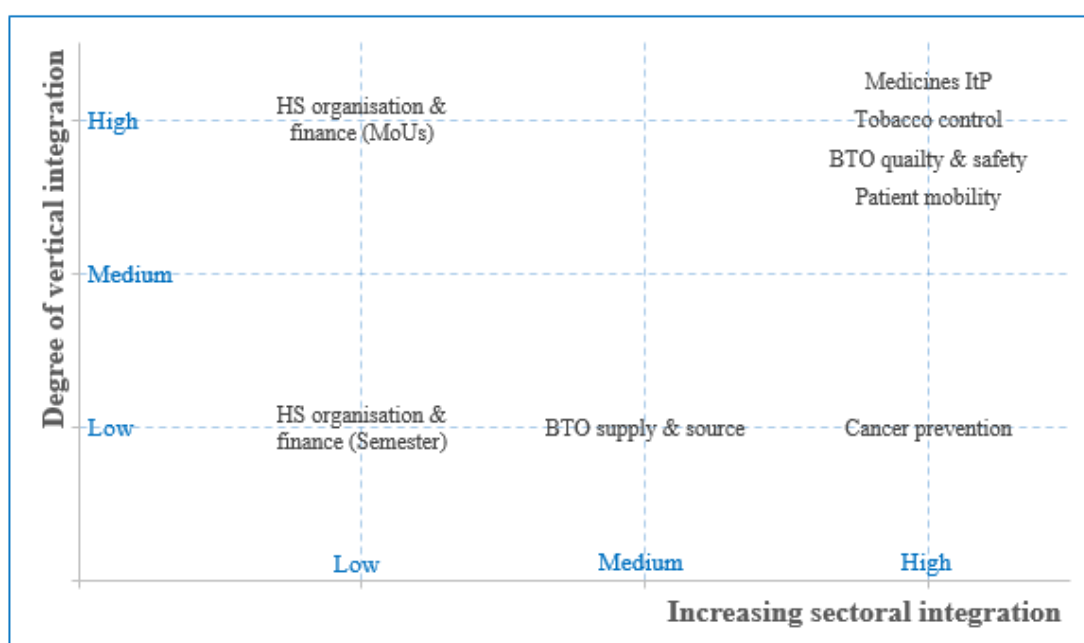 Degree of vertical integration
Medicines ItP
HS organisation &
finance (MoUs)
High
Tobacco control
BTO quailty & safety
Patient mobility
Medium
HS organisation &
finance (Semester)
Low
BTO supply & source
Cancer prevention
Low
Medium
High
Increasing sectoral integration